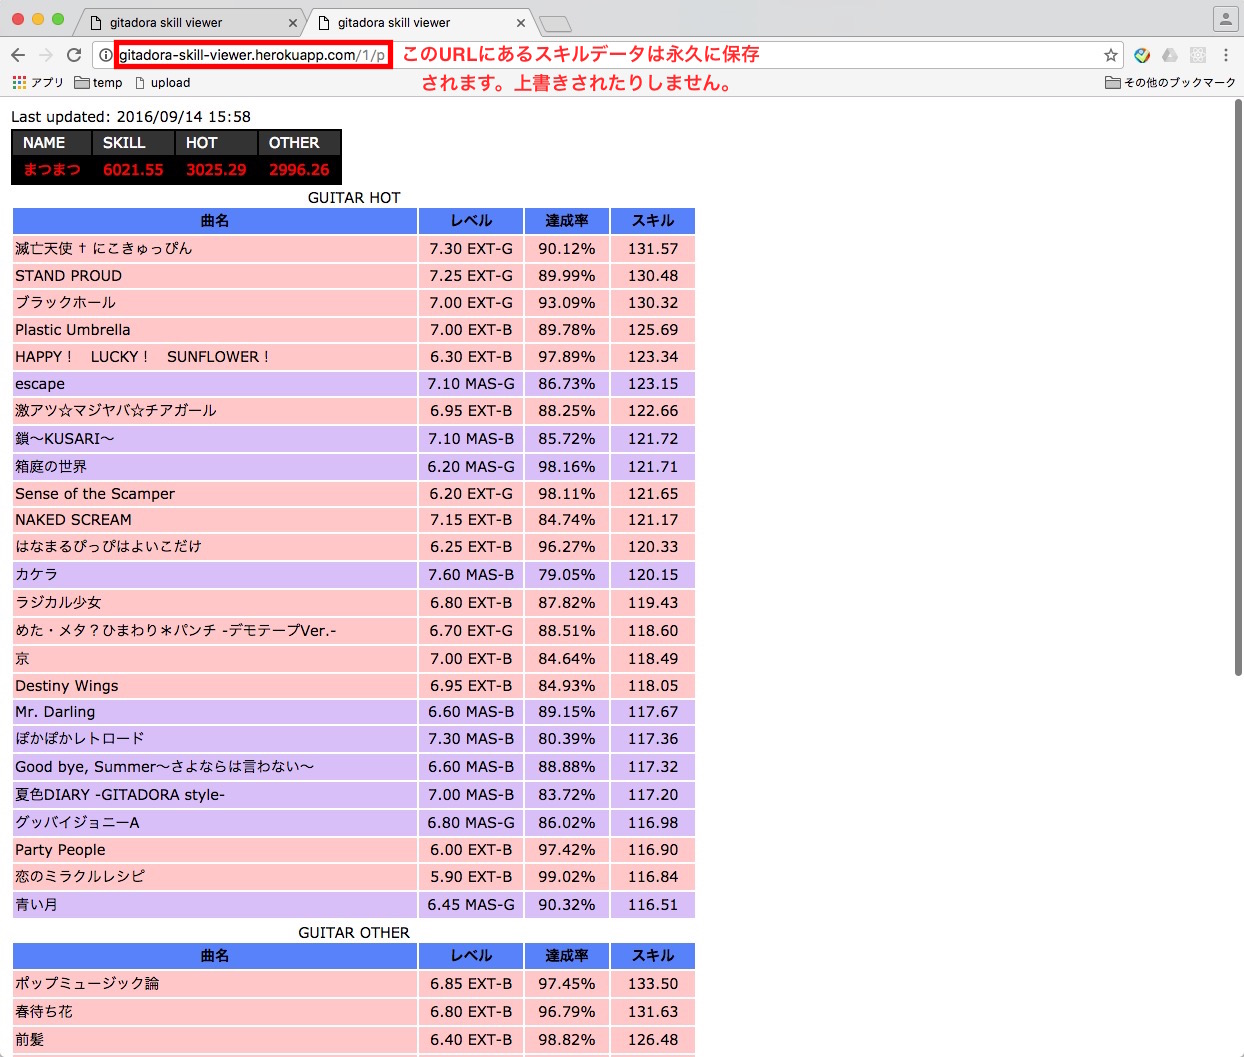 gitadora skill viewer
gitadora skill viewer
gitadora-skill-viewer.herokuapp.com/1/p
このURLにあるスキルデータは永久に保存
されます。上書きされたりしません。
アプリ temp upload その他のブックマーク
Last updated: 2016/09/14 15:58
NAME SKILL HOT OTHER
まつまつ 6021.55 3025.29 2996.26
GUITAR HOT
曲名 レベル 達成率 スキル
滅亡天使 † にこきゅっぴん 7.30 EXT-G 90.12% 131.57
STAND PROUD 7.25 EXT-G 89.99% 130.48
ブラックホール 7.00 EXT-G 93.09% 130.32
Plastic Umbrella 7.00 EXT-B 89.78% 125.69
HAPPY！　LUCKY！　SUNFLOWER！ 6.30 EXT-B 97.89% 123.34
escape 7.10 MAS-G 86.73% 123.15
激アツ☆マジヤバ☆チアガール 6.95 EXT-B 88.25% 122.66
鎖〜KUSARI〜 7.10 MAS-B 85.72% 121.72
箱庭の世界 6.20 MAS-G 98.16% 121.71
Sense of the Scamper 6.20 EXT-G 98.11% 121.65
NAKED SCREAM 7.15 EXT-B 84.74% 121.17
はなまるぴっぴはよいこだけ 6.25 EXT-B 96.27% 120.33
カケラ 7.60 MAS-B 79.05% 120.15
ラジカル少女 6.80 EXT-B 87.82% 119.43
めた・メタ？ひまわり＊パンチ -デモテープVer.- 6.70 EXT-G 88.51% 118.60
京 7.00 EXT-B 84.64% 118.49
Destiny Wings 6.95 EXT-B 84.93% 118.05
Mr. Darling 6.60 MAS-B 89.15% 117.67
ぽかぽかレトロード 7.30 MAS-B 80.39% 117.36
Good bye, Summer〜さよならは言わない〜 6.60 MAS-B 88.88% 117.32
夏色DIARY -GITADORA style- 7.00 MAS-B 83.72% 117.20
グッバイジョニーA 6.80 MAS-G 86.02% 116.98
Party People 6.00 EXT-B 97.42% 116.90
恋のミラクルレシピ 5.90 EXT-B 99.02% 116.84
青い月 6.45 MAS-G 90.32% 116.51
GUITAR OTHER
曲名 レベル 達成率 スキル
ポップミュージック論 6.85 EXT-B 97.45% 133.50
春待ち花 6.80 EXT-B 96.79% 131.63
前髪 6.40 EXT-B 98.82% 126.48